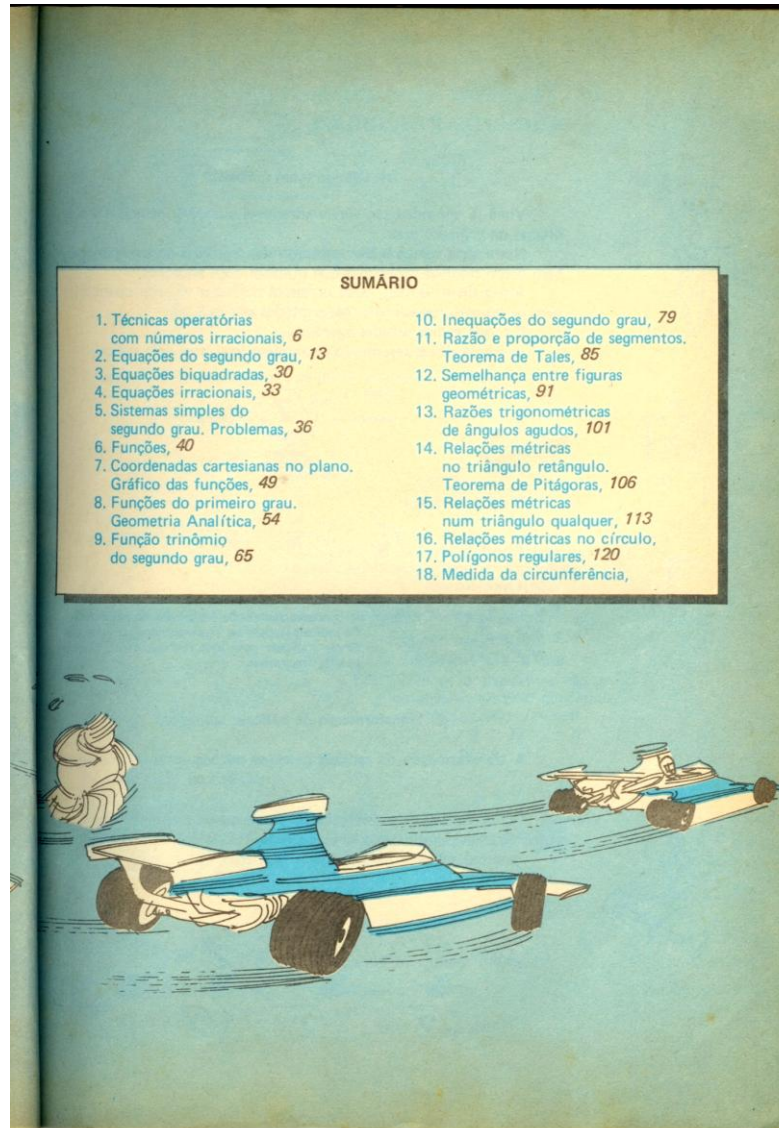 SUMÁRIO
1. Técnicas operatórias
com números irracionais, 6
2. Equações do segundo grau, 13
3. Equações biquadradas, 30
4. Equações irracionais, 33
5. Sistemas simples do
segundo grau. Problemas, 36
6. Funções, 40
7. Coordenadas cartesianas no plano.
Gráfico das funções, 49
8. Funções do primeiro grau.
Geometria Analítica, 54
9. Função trinômio
do segundo grau, 65
10. Inequações do segundo grau, 79
11. Razão e proporção de segmentos.
Teorema de Tales, 85
12. Semelhança entre figuras
geométricas, 91
13. Razões trigonométricas
de ângulos agudos, 101
14. Relações métricas
no triângulo retângulo.
Teorema de Pitágoras, 106
15. Relações métricas
num triângulo qualquer, 113
16. Relações métricas no círculo,
17. Polígonos regulares, 120
18. Medida da circunferência,